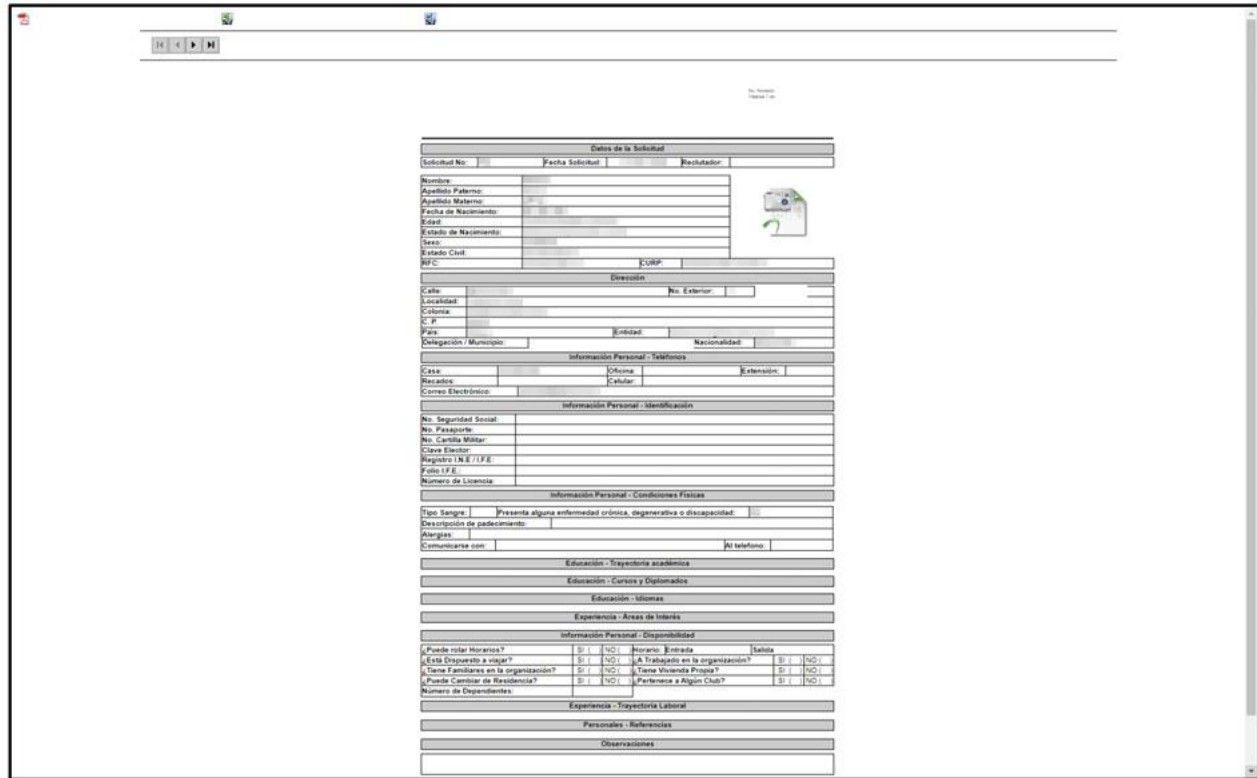 Datos de la Solicitud
Solicitud No: Fecha Solicitud: Reclutador:
Nombre:
Apellido Paterno:
Apellido Materno:
Fecha de Nacimiento:
Edad:
Estado de Nacimiento:
Sexo:
Estado Civil:
RFC: CURP:
Dirección
Calle: No. Exterior:
Localidad:
Colonia:
C. P.
País: Entidad:
Delegación / Municipio: Nacionalidad:
Información Personal - Teléfonos
Casa: Oficina: Extensión:
Recados: Celular:
Correo Electrónico:
Información Personal - Identificación
No. Seguridad Social:
No. Pasaporte:
No. Cartilla Militar:
Clave Elector:
Registro I.N.E / I.F.E:
Folio I.F.E.:
Número de Licencia:
Información Personal - Condiciones Físicas
Tipo Sangre: Presenta alguna enfermedad crónica, degenerativa o discapacidad:
Descripción de padecimiento:
Alergias:
Comunicarse con: Al telefono:
Educación - Trayectoria académica
Educación - Cursos y Diplomados
Educación - Idiomas
Experiencia - Areas de Interés
Información Personal - Disponibilidad
¿Puede rolar Horarios? SI ( ) NO ( ) Horario: Entrada Salida
¿Está Dispuesto a viajar? SI ( ) NO ( ) ¿A Trabajado en la organización? SI ( ) NO (
¿Tiene Familiares en la organización? SI ( ) NO ( ) ¿Tiene Vivienda Propia? SI ( ) NO (
¿Puede Cambiar de Residencia? SI ( ) NO ( ) ¿Pertenece a Algún Club? SI ( ) NO (
Número de Dependientes:
Experiencia - Trayectoria Laboral
Personales - Referencias
Observaciones